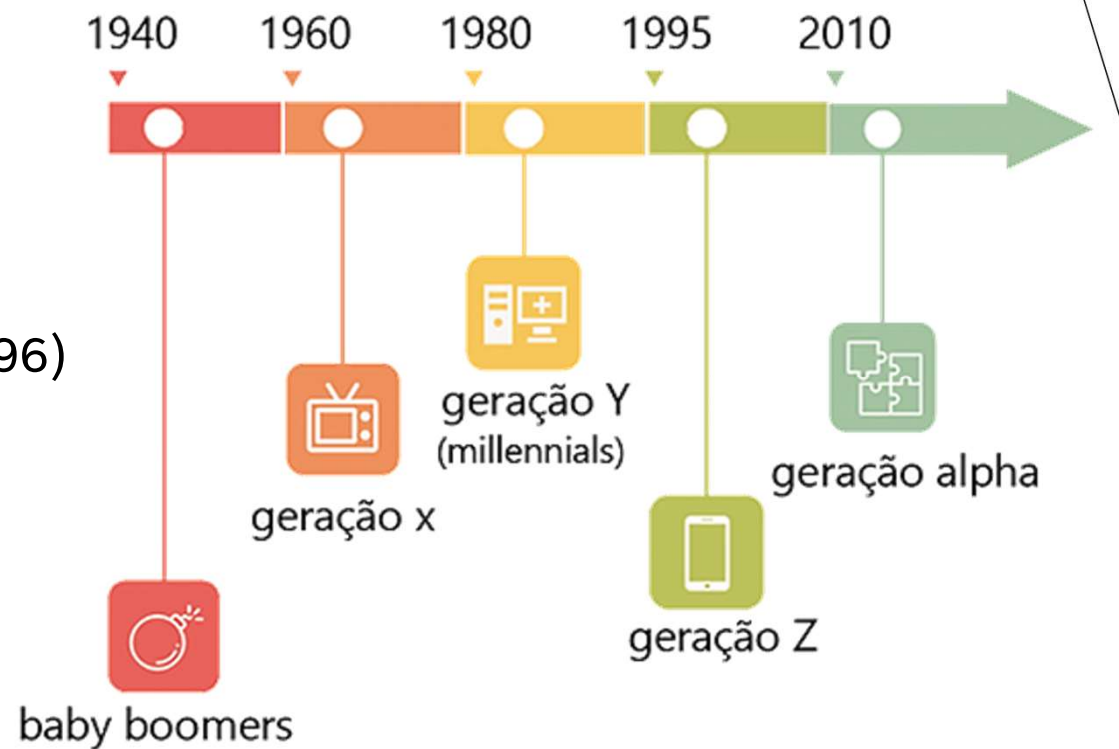 1940 1960 1980 1995 2010
96)
geração Y
(millennials)
geração alpha
geração x
geração Z
baby boomers